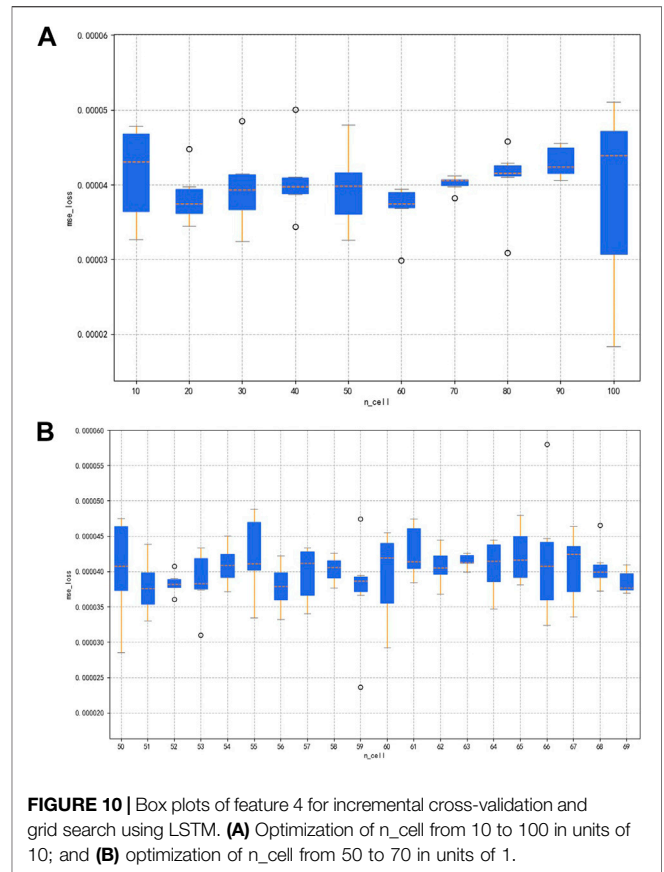 A
0.00006
0.00005
0.00004
0.00003
0.00002
mse_loss
10 20 30 40 50 60 70 80 90 100
n_cell
B
0.000060
0.000055
0.000050
0.000045
0.000040
0.000035
0.000030
0.000025
0.000020
mse_loss
50 51 52 53 54 55 56 57 58 59 60 61 62 63 64 65 66 67 68 69
n_cell
FIGURE 10 | Box plots of feature 4 for incremental cross-validation and
grid search using LSTM. (A) Optimization of n_cell from 10 to 100 in units of
10; and (B) optimization of n_cell from 50 to 70 in units of 1.